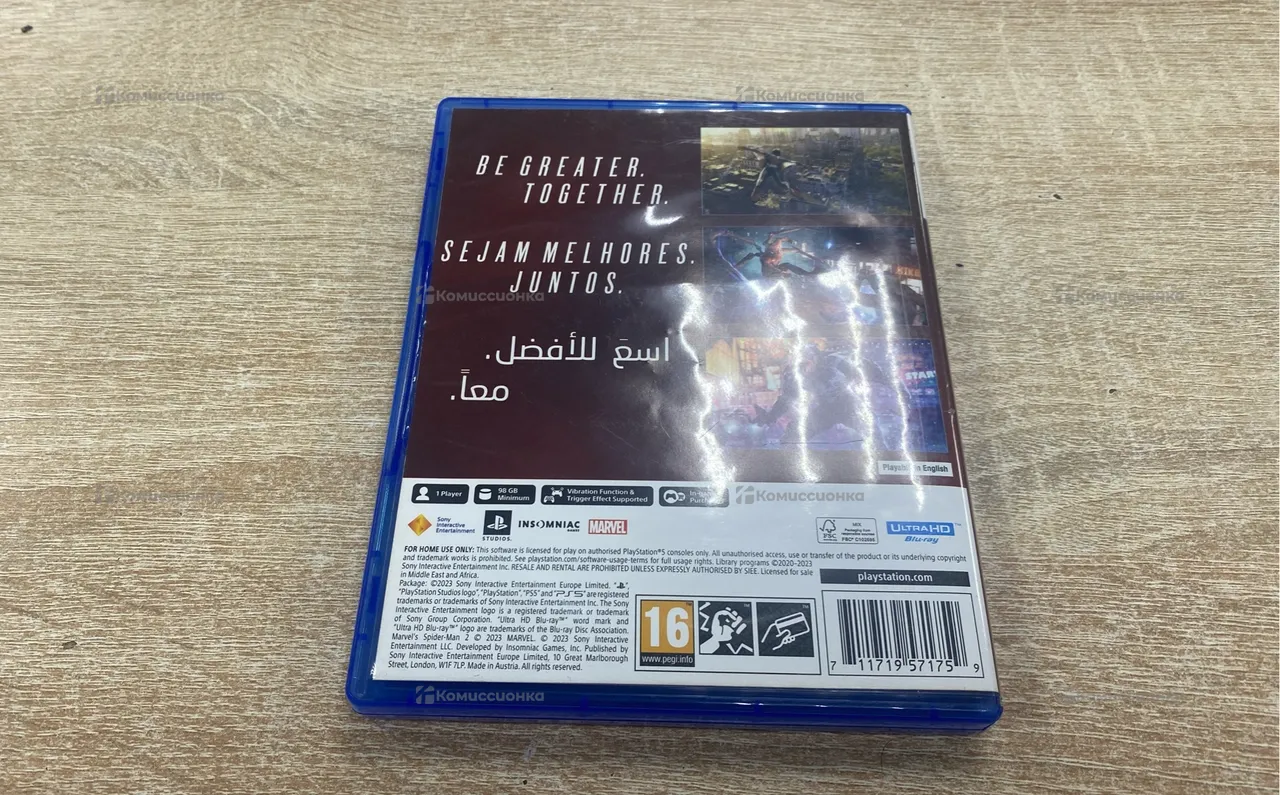 Комиссионка
Комиссионка
BE GREATER.
TOGETHER.
SEJAM MELHORES.
JUNTOS.
Комиссионка
Комиссионка
اسعَ للأفضل.
معاً.
in English
1 Player
98 GB
Minimum
Vibration Function &
Trigger Effect Supported
Комиссионка
Комиссионка
Sony
Interactive
Entertainment
PlayStation
STUDIOS
INSOMNIAC
GAMES
MARVEL
FSC
MIX
ULTRAHD
Blu-ray™
FOR HOME USE ONLY: This software is licensed for play on authorised PlayStation®5 consoles only. All unauthorised access, use or transfer of the product or its underlying copyright
and trademark works is prohibited. See playstation.com/software-usage-terms for full usage rights. Library programs ©2020–2023
Sony Interactive Entertainment Inc. RESALE AND RENTAL ARE PROHIBITED UNLESS EXPRESSLY AUTHORISED BY SIEE. Licensed for sale
in Middle East and Africa.
Package: ©2023 Sony Interactive Entertainment Europe Limited. "
"PlayStation Studios logo", "PlayStation", "PS5" and "PS5" are registered
trademarks or trademarks of Sony Interactive Entertainment Inc. The Sony
Interactive Entertainment logo is a registered trademark or trademark
of Sony Group Corporation. "Ultra HD Blu-ray™" word mark and
"Ultra HD Blu-ray™" logo are trademarks of the Blu-ray Disc Association.
Marvel's Spider-Man 2 © 2023 MARVEL. © 2023 Sony Interactive
Entertainment LLC. Developed by Insomniac Games, Inc. Published by
Sony Interactive Entertainment Europe Limited, 10 Great Marlborough
Street, London, W1F 7LP. Made in Austria. All rights reserved.
playstation.com
16
www.pegi.info
7 11719 57175 9
Комиссионка